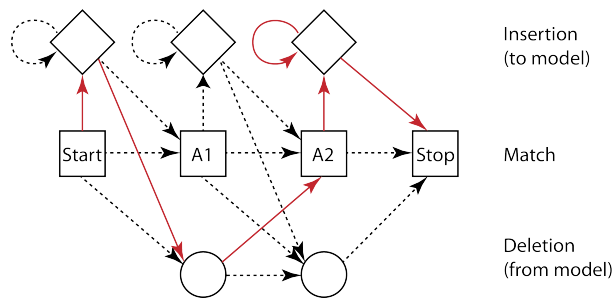 Insertion
(to model)
Start
A1
A2
Stop
Match
Deletion
(from model)